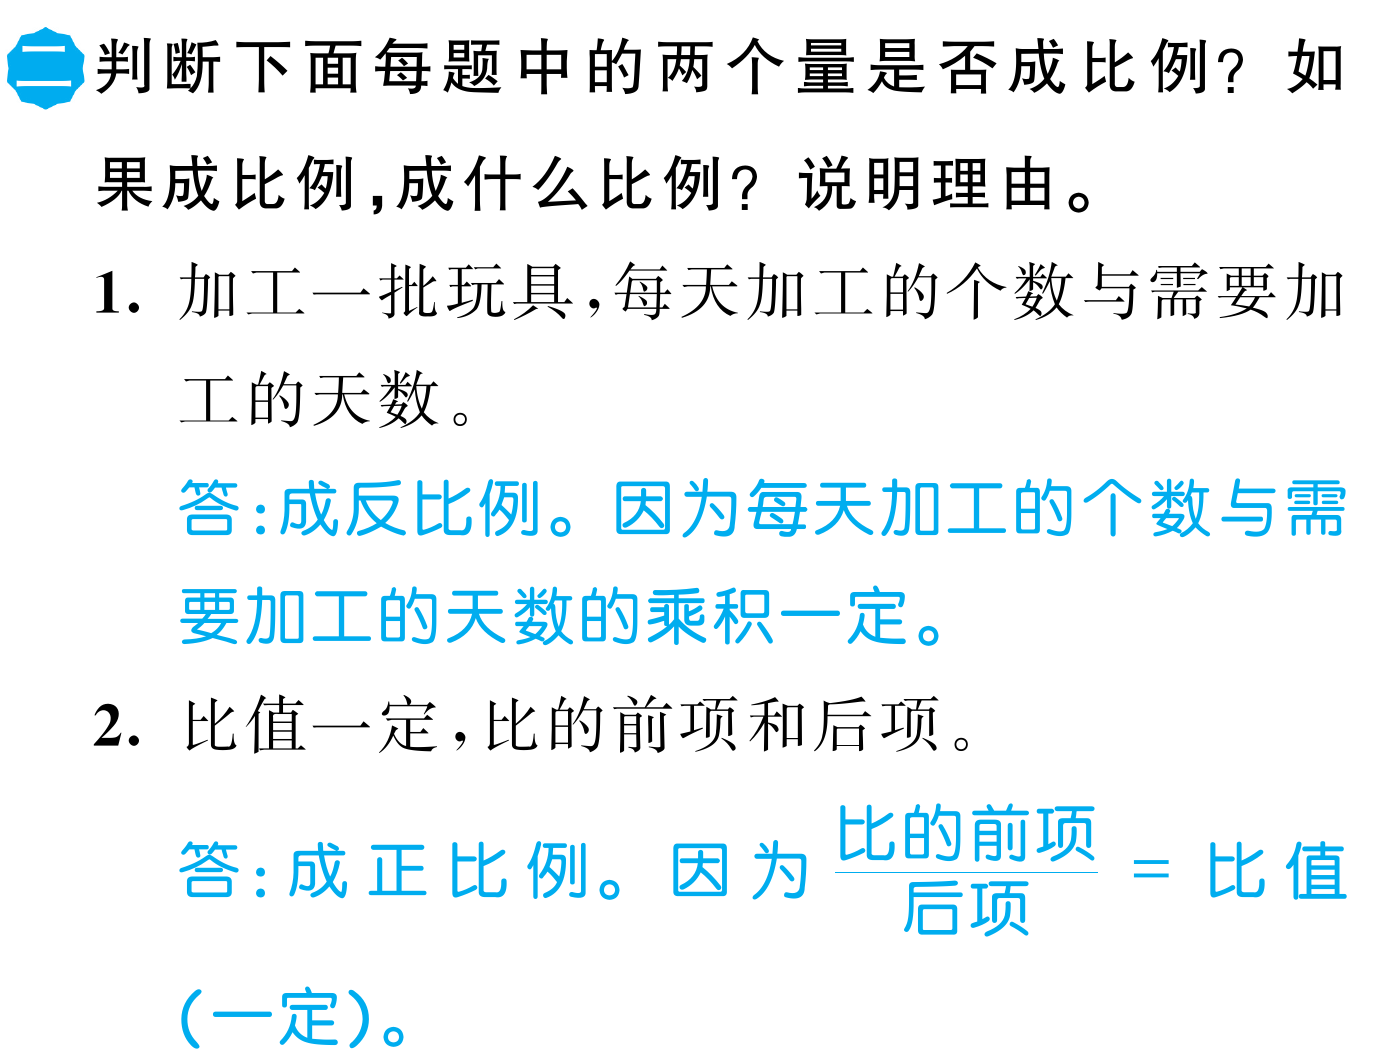 二 判断下面每题中的两个量是否成比例? 如
果成比例,成什么比例? 说明理由。
1. 加工一批玩具,每天加工的个数与需要加
工的天数。
答:成反比例。因为每天加工的个数与需
要加工的天数的乘积一定。
2. 比值一定,比的前项和后项。
答:成正比例。因为 比的前项/后项 = 比值
(一定)。